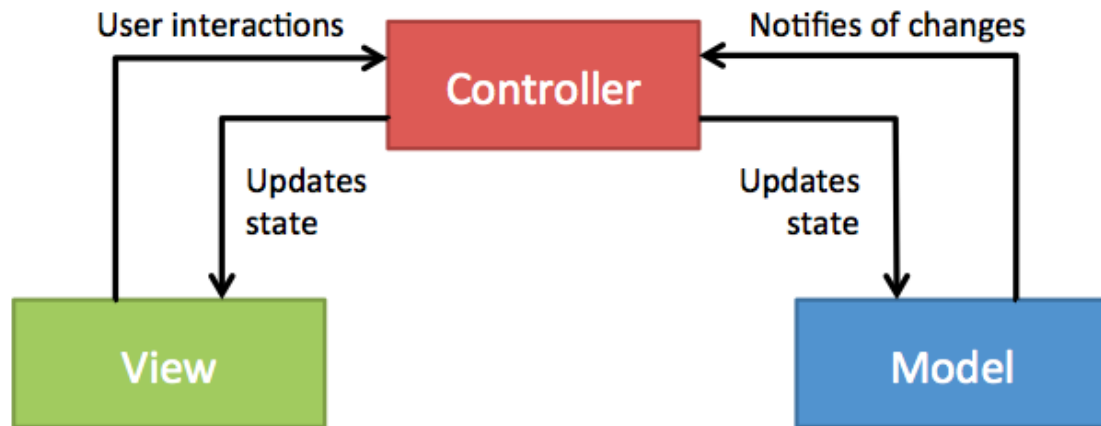 User interactions
Notifies of changes
Controller
Updates
state
Updates
state
View
Model